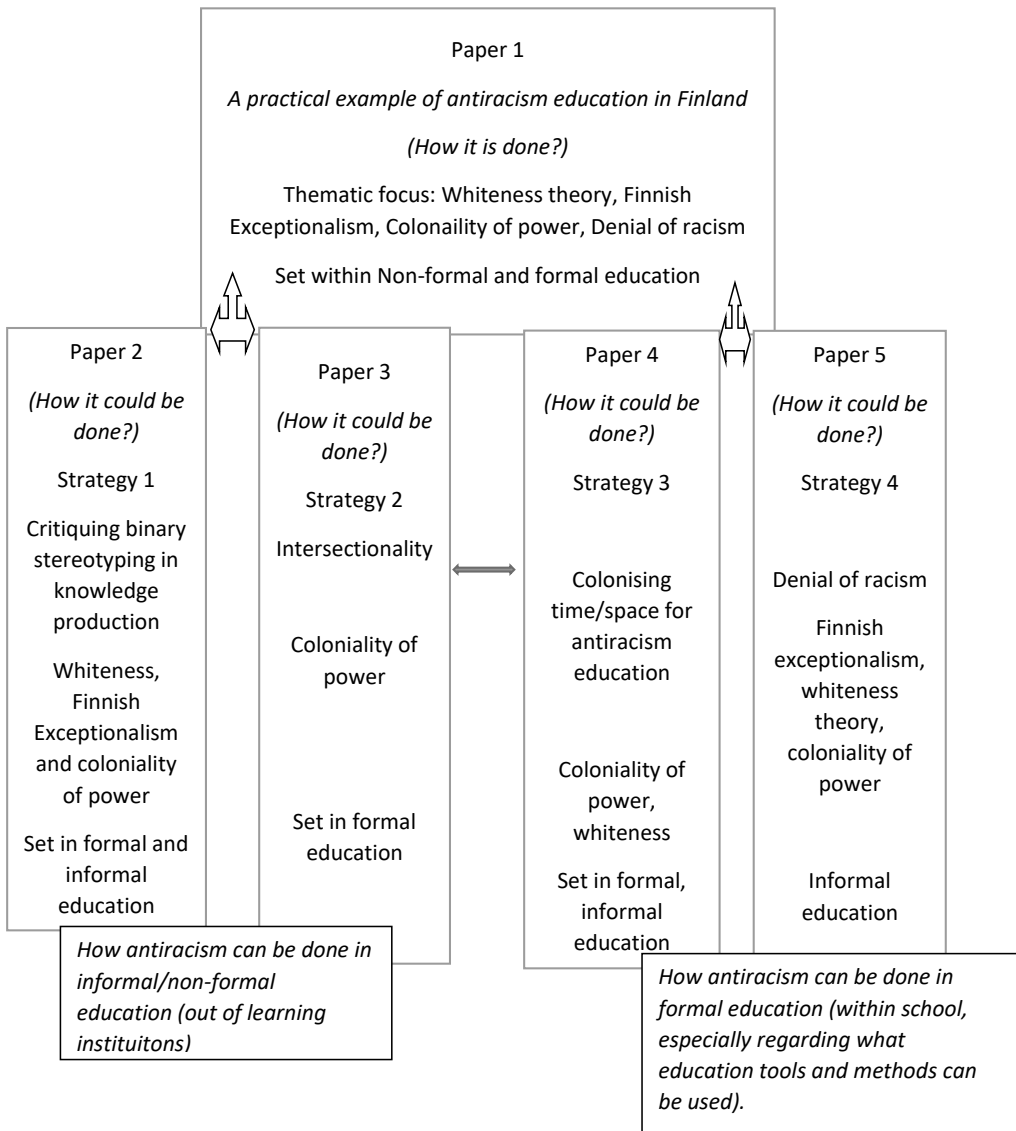 Paper 1
A practical example of antiracism education in Finland
(How it is done?)
Thematic focus: Whiteness theory, Finnish
Exceptionalism, Colonaility of power, Denial of racism
Set within Non-formal and formal education
Paper 2
(How it could be
done?)
Strategy 1
Critiquing binary
stereotyping in
knowledge
production
Whiteness,
Finnish
Exceptionalism
and coloniality
of power
Set in formal and
informal
education
Paper 3
(How it could be
done?)
Strategy 2
Intersectionality
Coloniality of
power
Set in formal
education
Paper 4
(How it could be
done?)
Strategy 3
Colonising
time/space for
antiracism
education
Coloniality of
power,
whiteness
Set in formal,
informal
education
Paper 5
(How it could be
done?)
Strategy 4
Denial of racism
Finnish
exceptionalism,
whiteness
theory,
coloniality of
power
Informal
education
How antiracism can be done in
informal/non-formal
education (out of learning
instituitons)
How antiracism can be done in
formal education (within school,
especially regarding what
education tools and methods can
be used).